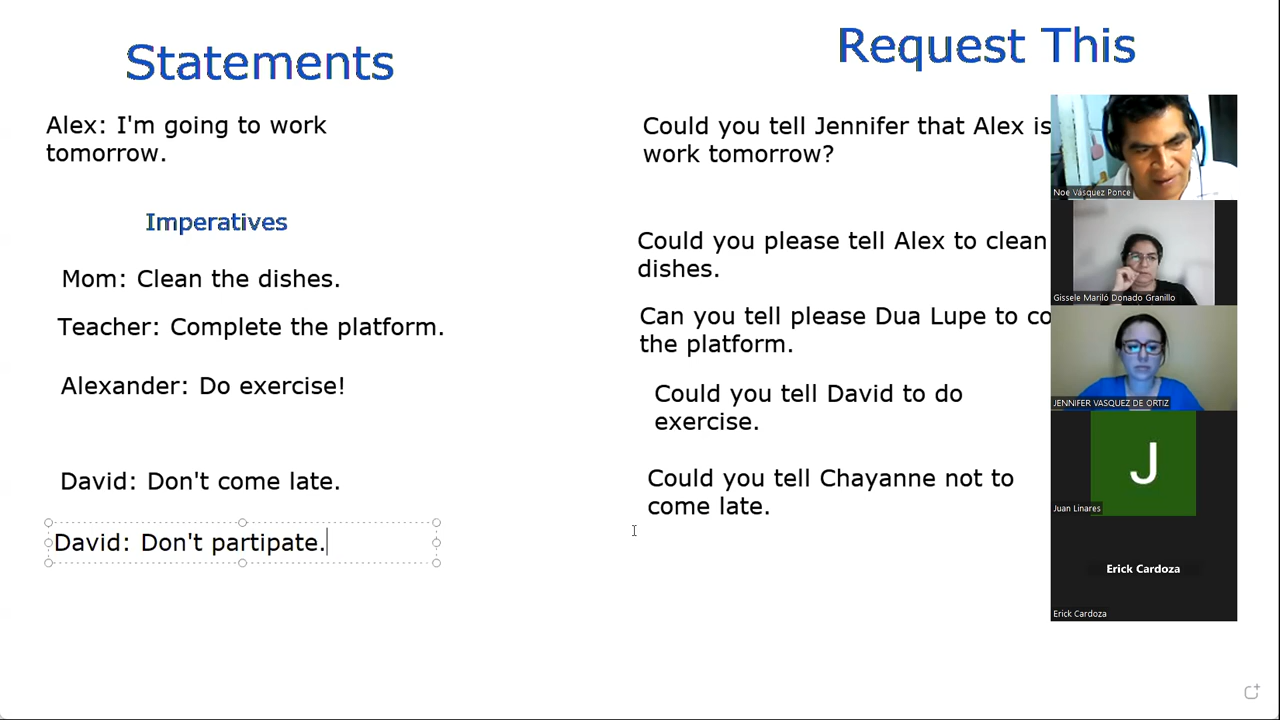 Statements
Request This
Alex: I'm going to work
tomorrow.
Could you tell Jennifer that Alex is
work tomorrow?
Imperatives
Mom: Clean the dishes.
Could you please tell Alex to clean
dishes.
Teacher: Complete the platform.
Can you tell please Dua Lupe to co
the platform.
Alexander: Do exercise!
Could you tell David to do
exercise.
David: Don't come late.
Could you tell Chayanne not to
come late.
David: Don't partipate.
Noe Vásquez Ponce
Gissele Mariló Donado Granillo
JENNIFER VASQUEZ DE ORTIZ
J
Juan Linares
Erick Cardoza
Erick Cardoza